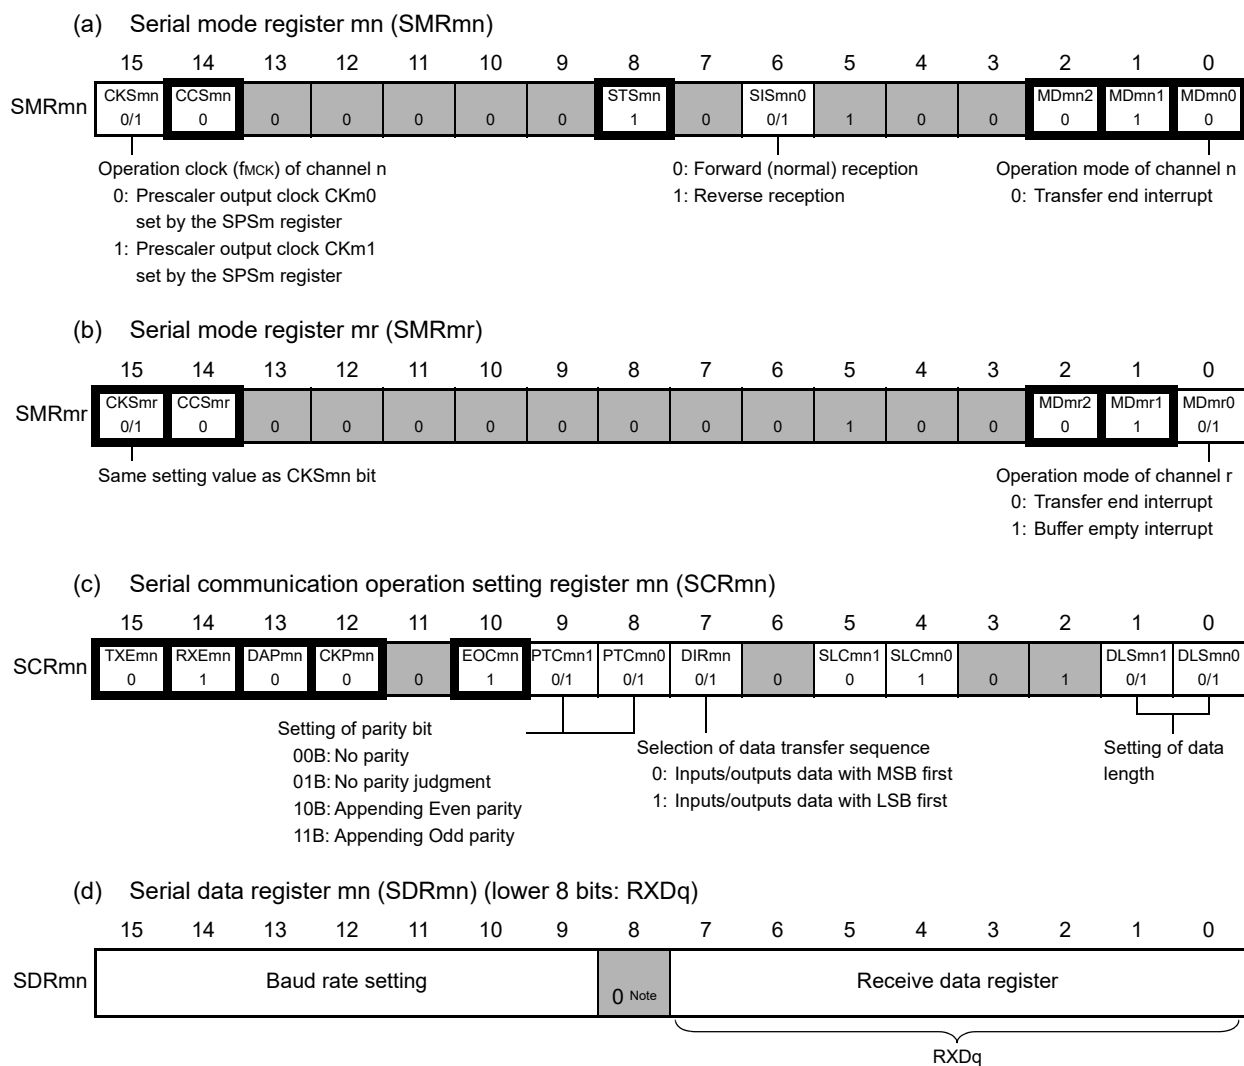 (a) Serial mode register mn (SMRmn)
15 14 13 12 11 10 9 8 7 6 5 4 3 2 1 0
SMRmn
CKSmn CCSmn STSmn SISmn0 MDmn2 MDmn1 MDmn0
0/1 0 0 0 0 0 0 1 0 0/1 1 0 0 0 1 0
Operation clock (fMCK) of channel n
0: Prescaler output clock CKm0
set by the SPSm register
1: Prescaler output clock CKm1
set by the SPSm register
0: Forward (normal) reception
1: Reverse reception
Operation mode of channel n
0: Transfer end interrupt
(b) Serial mode register mr (SMRmr)
15 14 13 12 11 10 9 8 7 6 5 4 3 2 1 0
SMRmr
CKSmr CCSmr MDmr2 MDmr1 MDmr0
0/1 0 0 0 0 0 0 0 0 0 1 0 0 0 1 0/1
Same setting value as CKSmn bit
Operation mode of channel r
0: Transfer end interrupt
1: Buffer empty interrupt
(c) Serial communication operation setting register mn (SCRmn)
15 14 13 12 11 10 9 8 7 6 5 4 3 2 1 0
SCRmn
TXEmn RXEmn DAPmn CKPmn EOCmn PTCmn1 PTCmn0 DIRmn SLCmn1 SLCmn0 DLSmn1 DLSmn0
0 1 0 0 0 1 0/1 0/1 0/1 0 0 1 0 1 0/1 0/1
Setting of parity bit
00B: No parity
01B: No parity judgment
10B: Appending Even parity
11B: Appending Odd parity
Selection of data transfer sequence
0: Inputs/outputs data with MSB first
1: Inputs/outputs data with LSB first
Setting of data
length
(d) Serial data register mn (SDRmn) (lower 8 bits: RXDq)
15 14 13 12 11 10 9 8 7 6 5 4 3 2 1 0
SDRmn
Baud rate setting
0 Note
Receive data register
RXDq